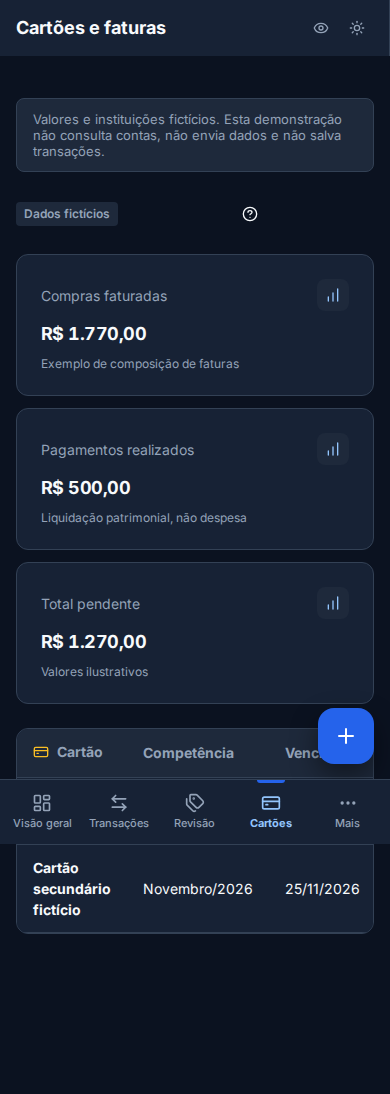 Cartões e faturas
Valores e instituições fictícios. Esta demonstração
não consulta contas, não envia dados e não salva
transações.
Dados fictícios
Compras faturadas
R$ 1.770,00
Exemplo de composição de faturas
Pagamentos realizados
R$ 500,00
Liquidação patrimonial, não despesa
Total pendente
R$ 1.270,00
Valores ilustrativos
Cartão Competência
Visão geral Transações Revisão Cartões Mais
Cartão
secundário
fictício
Novembro/2026 25/11/2026